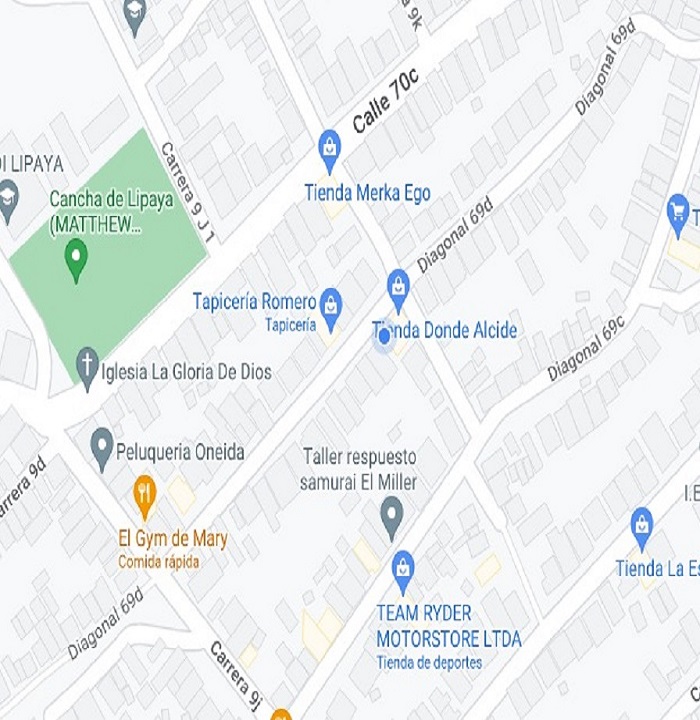 a 9k
Calle 70c
Diagonal 69d
DI LIPAYA
Carrera 9 J 1
Cancha de Lipaya
(MATTHEW...
Tienda Merka Ego
Diagonal 69d
T
Tapicería Romero
Tapicería
Tienda Donde Alcide
Diagonal 69c
Iglesia La Gloria De Dios
Peluqueria Oneida
Taller respuesto
samurai El Miller
arrera 9d
I.E
El Gym de Mary
Comida rápida
Tienda La Es
Diagonal 69d
TEAM RYDER
MOTORSTORE LTDA
Tienda de deportes
Carrera 9j
C